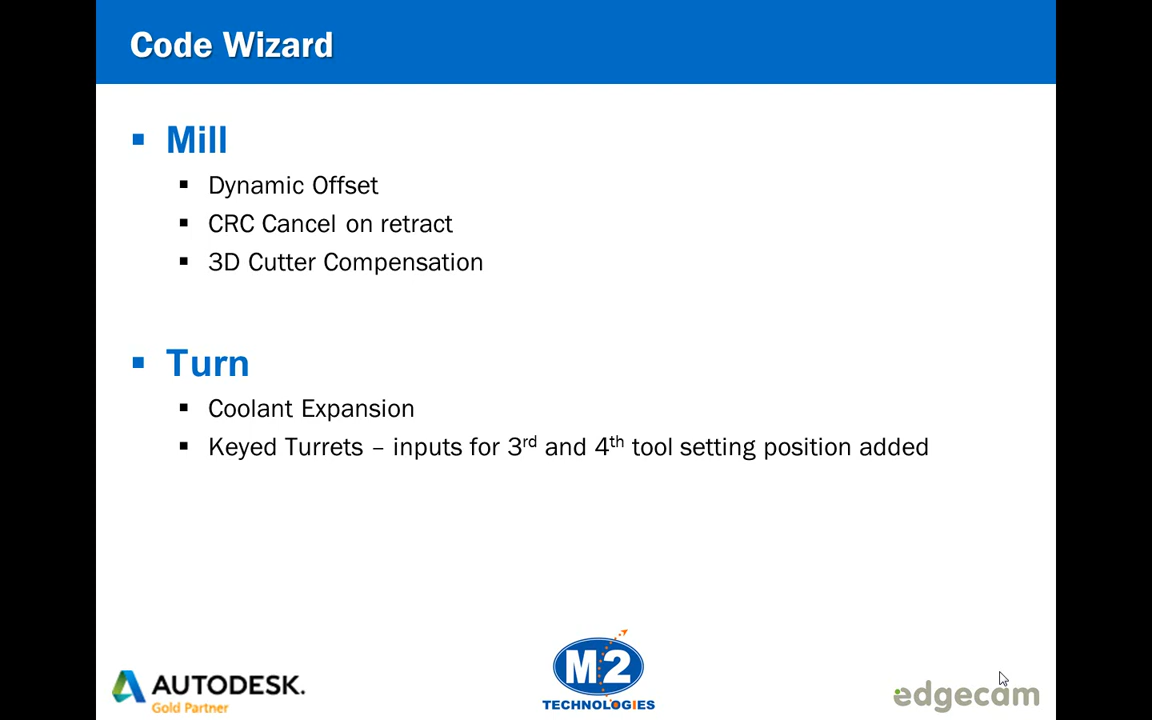 Code Wizard
Mill
Dynamic Offset
CRC Cancel on retract
3D Cutter Compensation
Turn
Coolant Expansion
Keyed Turrets – inputs for 3rd and 4th tool setting position added
AUTODESK.
Gold Partner
M2
TECHNOLOGIES
edgecam